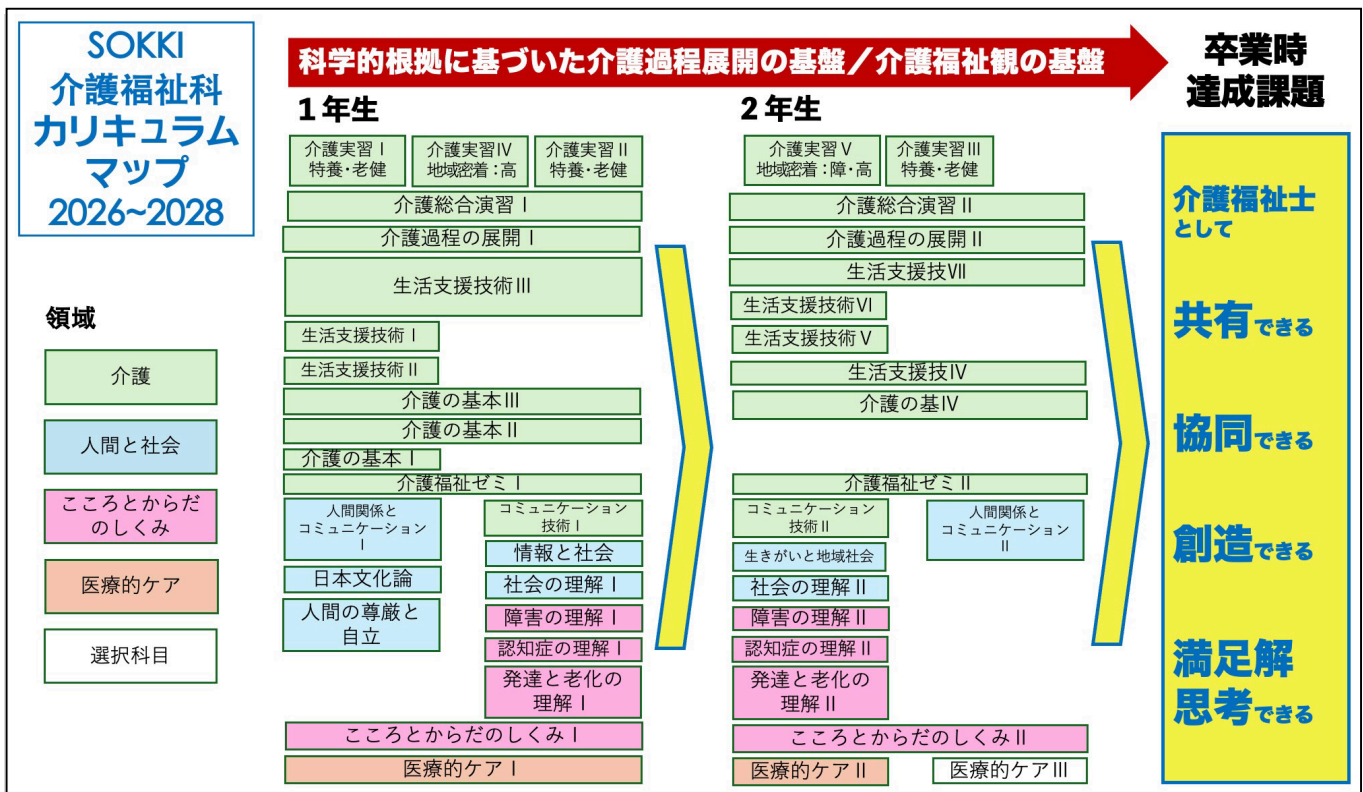 SOKKI
介護福祉科
カリキュラム
マップ
2026~2028
科学的根拠に基づいた介護過程展開の基盤／介護福祉観の基盤
卒業時
達成課題
領域
介護
人間と社会
こころとからだ
のしくみ
医療的ケア
選択科目
1年生
介護実習Ⅰ
特養・老健
介護実習Ⅳ
地域密着：高
介護実習Ⅱ
特養・老健
介護総合演習Ⅰ
介護過程の展開Ⅰ
生活支援技術Ⅲ
生活支援技術Ⅰ
生活支援技術Ⅱ
介護の基本Ⅲ
介護の基本Ⅱ
介護の基本Ⅰ
介護福祉ゼミⅠ
人間関係と
コミュニケーション
Ⅰ
日本文化論
人間の尊厳と
自立
コミュニケーション
技術Ⅰ
情報と社会
社会の理解Ⅰ
障害の理解Ⅰ
認知症の理解Ⅰ
発達と老化の
理解Ⅰ
こころとからだのしくみⅠ
医療的ケアⅠ
2年生
介護実習Ⅴ
地域密着：障・高
介護実習Ⅲ
特養・老健
介護総合演習Ⅱ
介護過程の展開Ⅱ
生活支援技Ⅶ
生活支援技術Ⅵ
生活支援技術Ⅴ
生活支援技Ⅳ
介護の基Ⅳ
介護福祉ゼミⅡ
コミュニケーション
技術Ⅱ
生きがいと地域社会
社会の理解Ⅱ
障害の理解Ⅱ
認知症の理解Ⅱ
発達と老化の
理解Ⅱ
人間関係と
コミュニケーション
Ⅱ
こころとからだのしくみⅡ
医療的ケアⅡ
医療的ケアⅢ
介護福祉士
として
共有できる
協同できる
創造できる
満足解
思考できる